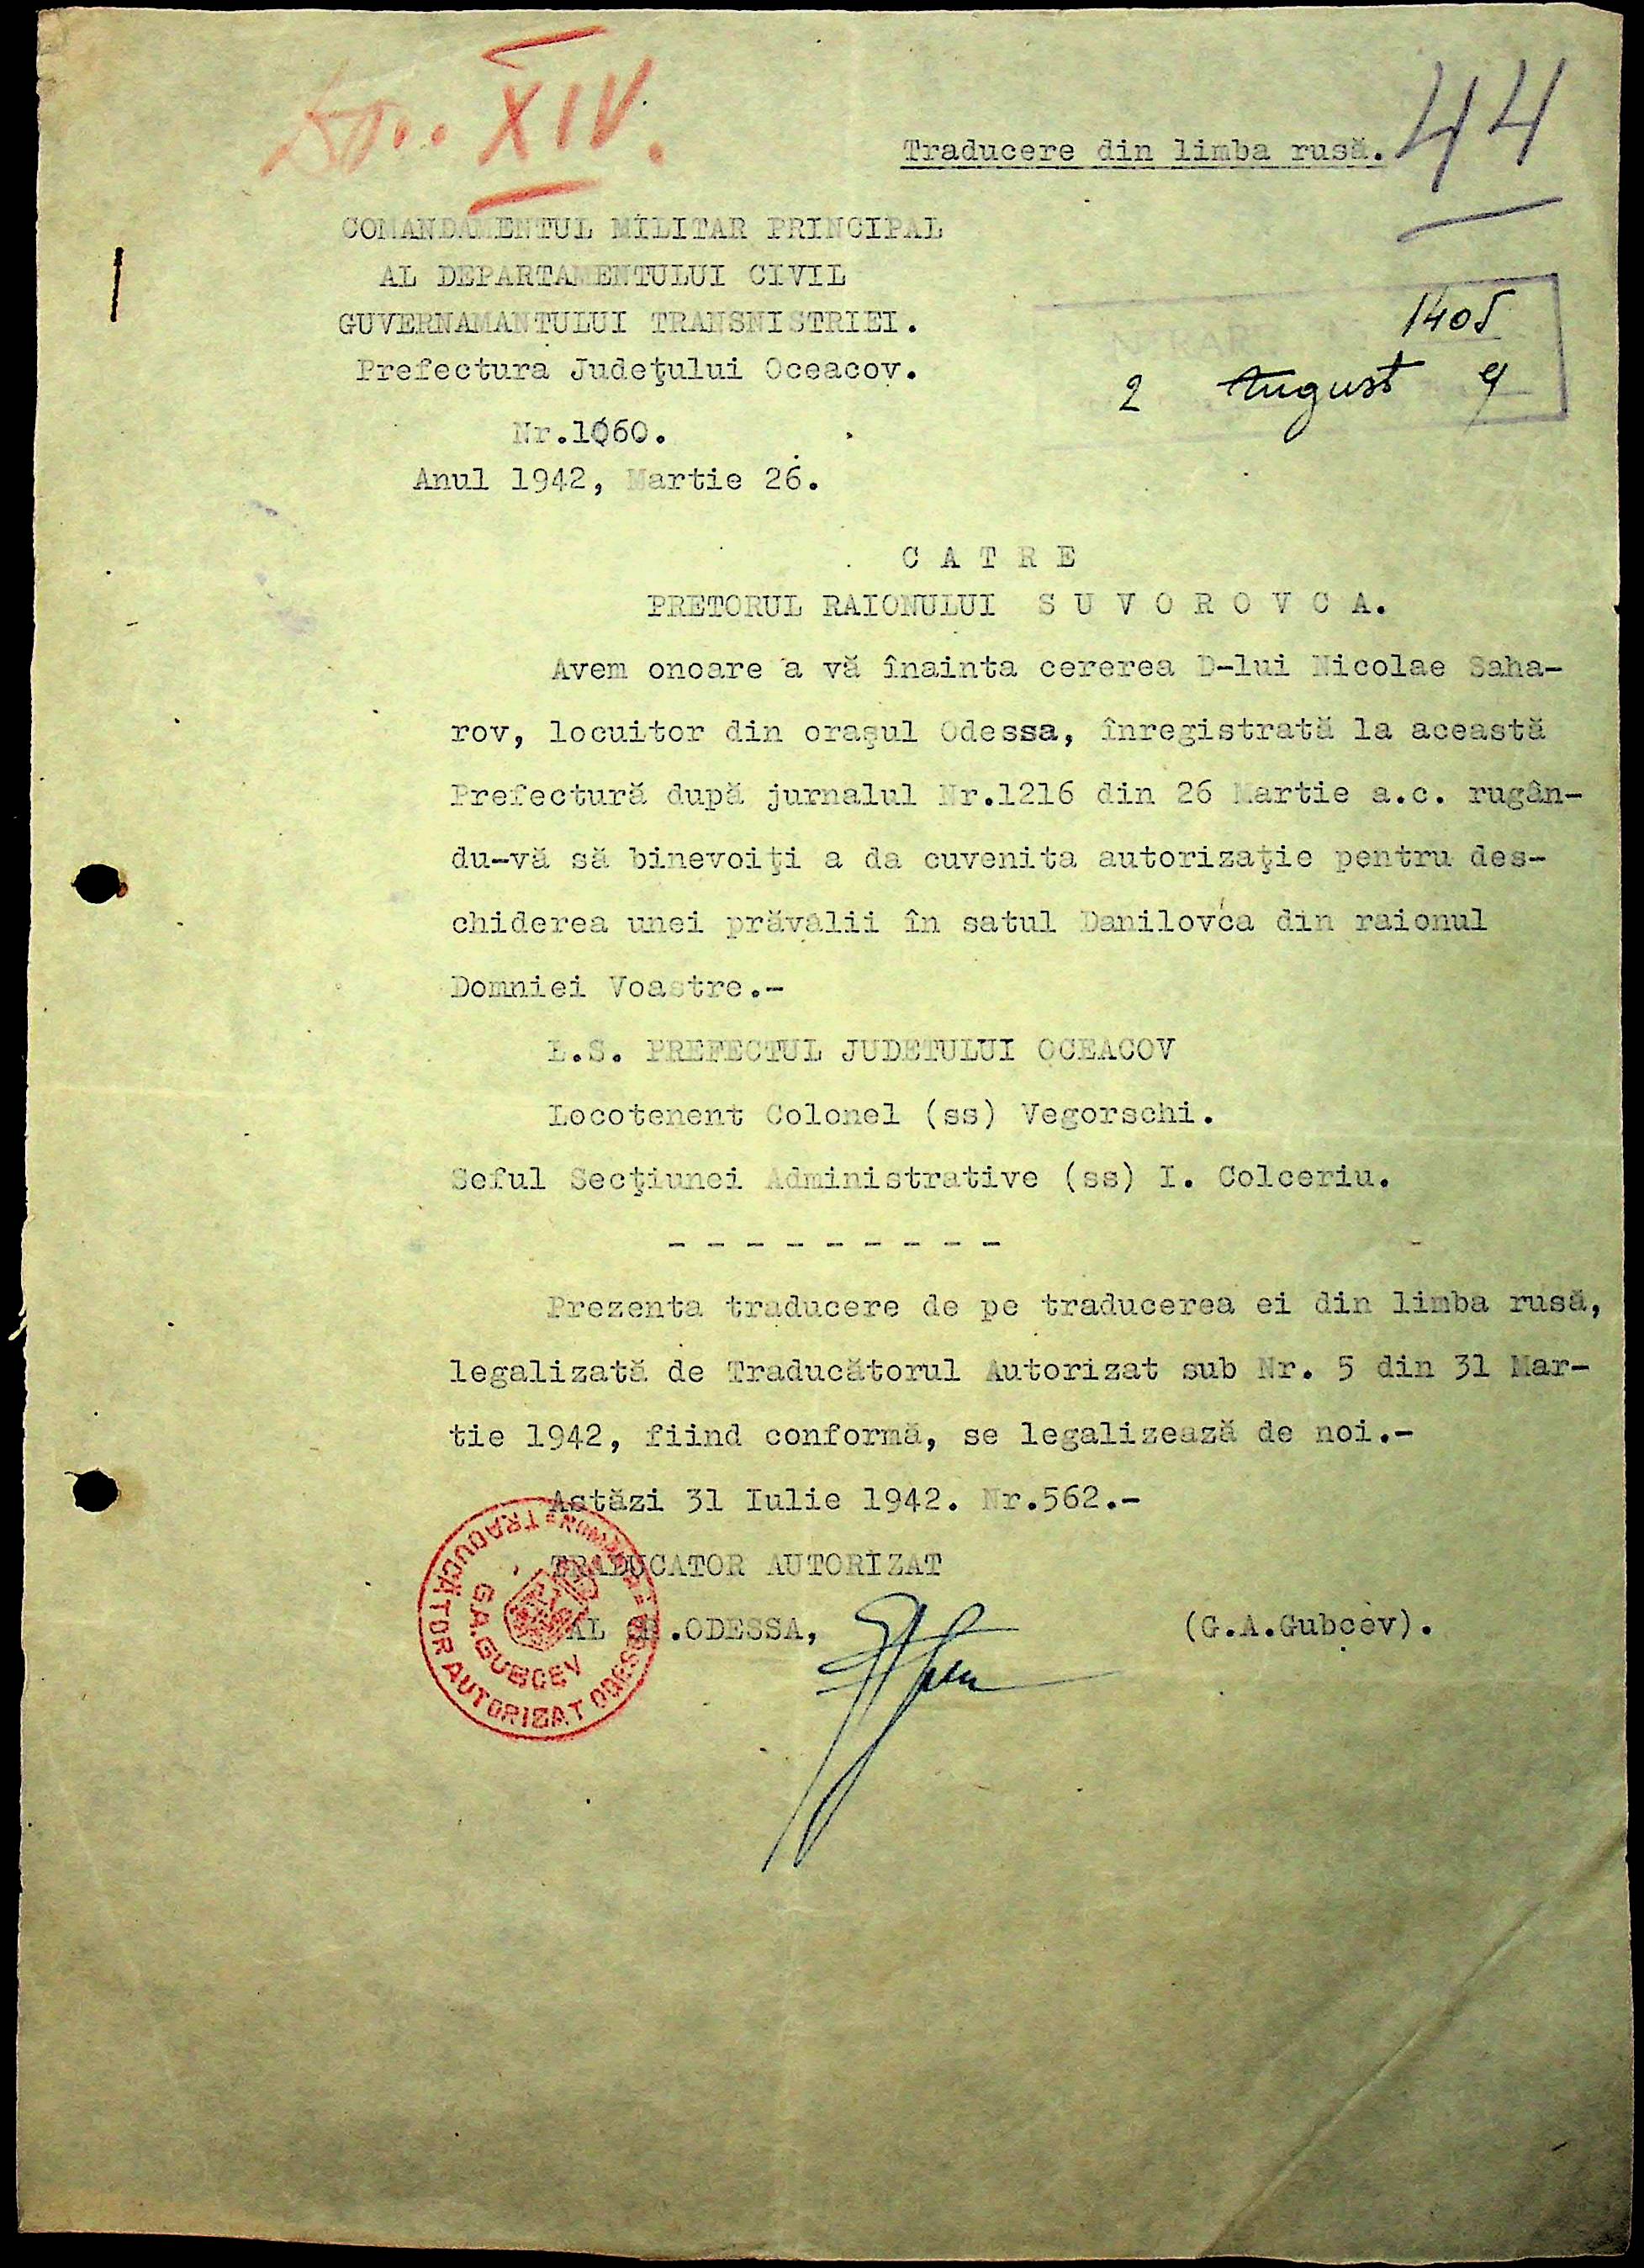 XIV.
44
Traducere din limba rusă.
COMANDAMENTUL MILITAR PRINCIPAL
AL DEPARTAMENTULUI CIVIL
GUVERNAMANTULUI TRANSNISTRIEI.
Prefectura Judeţului Oceacov.
1405
2 August 9
Nr.1060.
Anul 1942, Martie 26.
C A T R E
PRETORUL RAIONULUI S U V O R O V C A.
Avem onoare a vă înainta cererea D-lui Nicolae Saha-
rov, locuitor din oraşul Odessa, înregistrată la această
Prefectură după jurnalul Nr.1216 din 26 Martie a.c. rugân-
du-vă să binevoiţi a da cuvenita autorizaţie pentru des-
chiderea unei prăvălii în satul Danilovca din raionul
Domniei Voastre.-
L.S. PREFECTUL JUDETULUI OCEACOV
Locotenent Colonel (ss) Vegorschi.
Seful Secţiunei Administrative (ss) I. Colceriu.
- - - - - - - - -
Prezenta traducere de pe traducerea ei din limba rusă,
legalizată de Traducătorul Autorizat sub Nr. 5 din 31 Mar-
tie 1942, fiind conformă, se legalizează de noi.-
Astăzi 31 Iulie 1942. Nr.562.-
TRADUCATOR AUTORIZAT
AL OR.ODESSA, (G.A.Gubcev).
TRADUCĂTOR AUTORIZAT ODESSA
G.A. GUBCEV